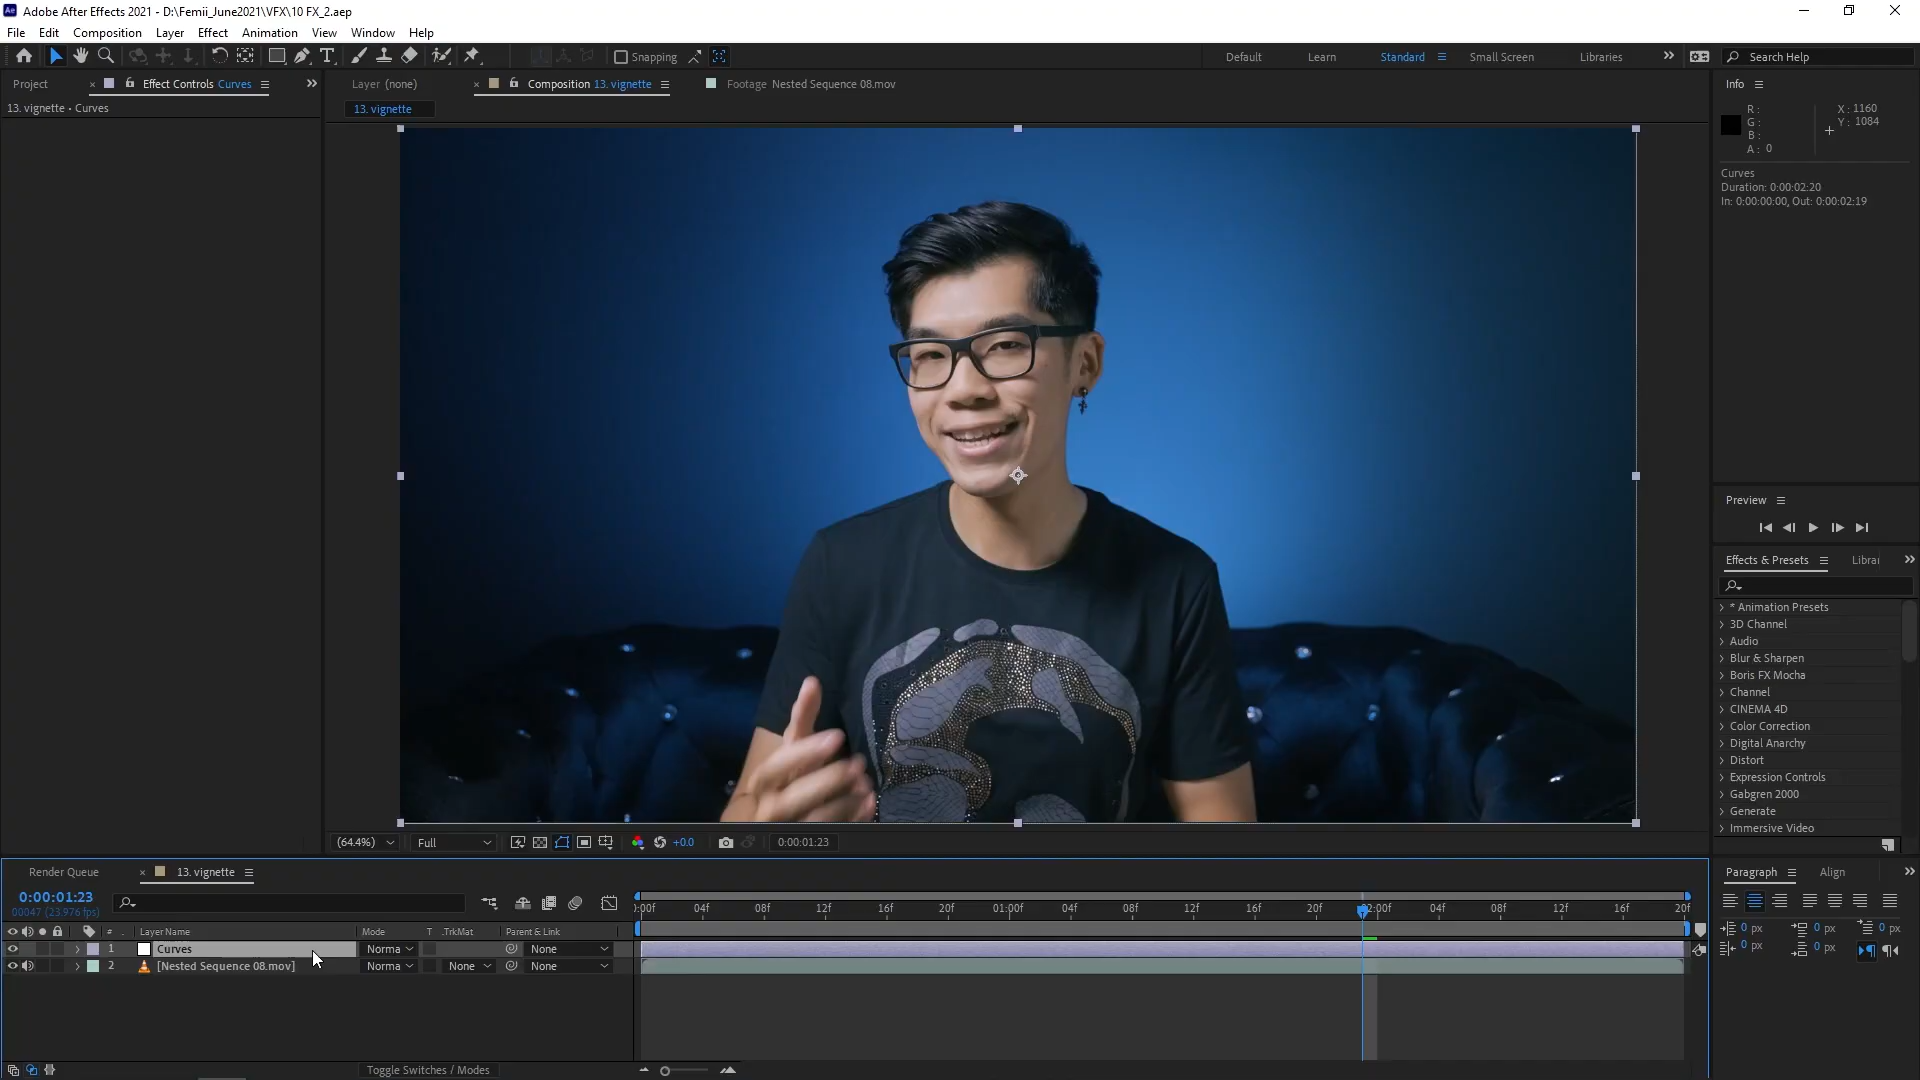 Adobe After Effects 2021 - D:\Femii_June2021\VFX\10 FX_2.aep
File Edit Composition Layer Effect Animation View Window Help
Snapping
Default Learn Standard Small Screen Libraries
Search Help
Project Effect Controls Curves
13. vignette • Curves
Layer (none) Composition 13. vignette Footage Nested Sequence 08.mov
13. vignette
Info
R :
G :
B :
A : 0
X : 1160
Y : 1084
Curves
Duration: 0:00:02:20
In: 0:00:00:00, Out: 0:00:02:19
Preview
Effects & Presets Librai
* Animation Presets
3D Channel
Audio
Blur & Sharpen
Boris FX Mocha
Channel
CINEMA 4D
Color Correction
Digital Anarchy
Distort
Expression Controls
Gabgren 2000
Generate
Immersive Video
(64.4%) Full +0.0 0:00:01:23
Render Queue 13. vignette
0:00:01:23
00047 (23.976 fps)
):00f 04f 08f 12f 16f 20f 01:00f 04f 08f 12f 16f 20f 02:00f 04f 08f 12f 16f 20f
# . Layer Name Mode T .TrkMat Parent & Link
1 Curves Norma None
2 [Nested Sequence 08.mov] Norma None None
Toggle Switches / Modes
Paragraph Align
0 px 0 px 0 px
0 px 0 px